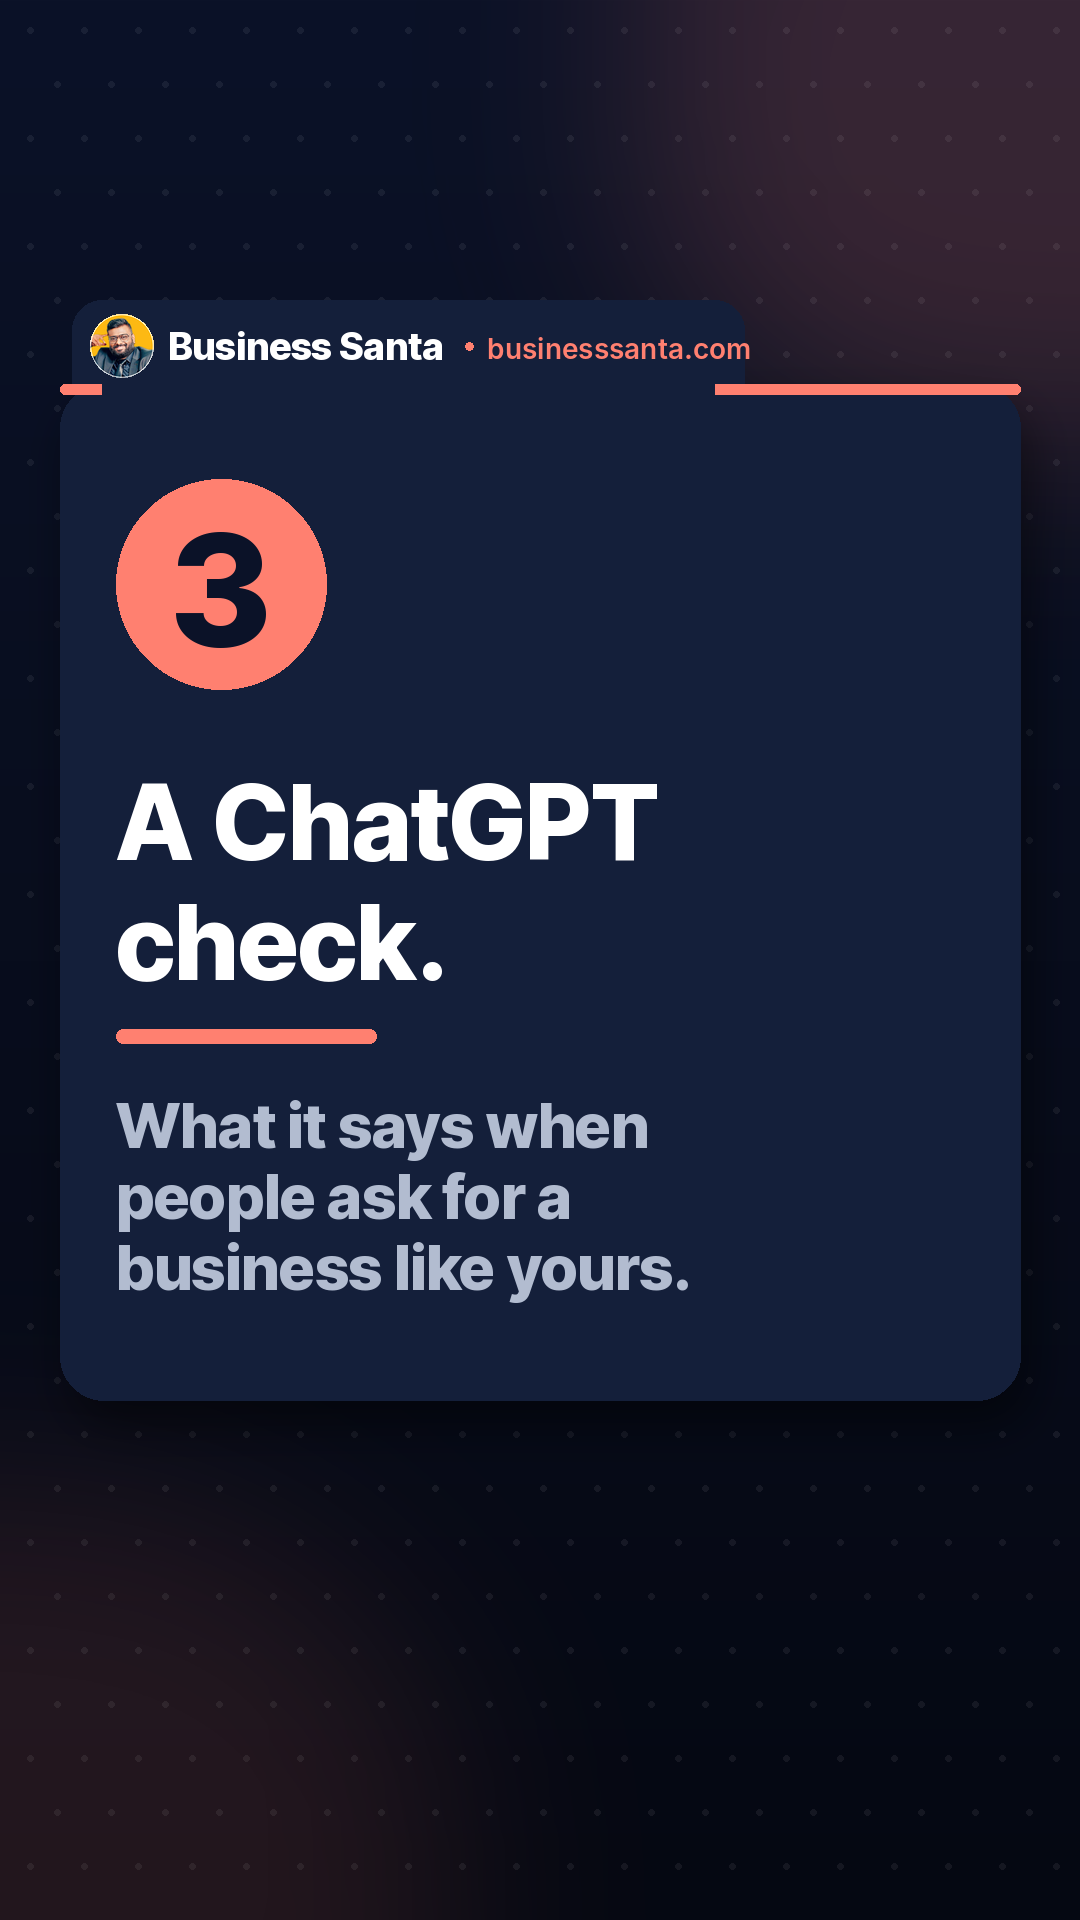 Business Santa • businesssanta.com
3
A ChatGPT
check.
What it says when
people ask for a
business like yours.